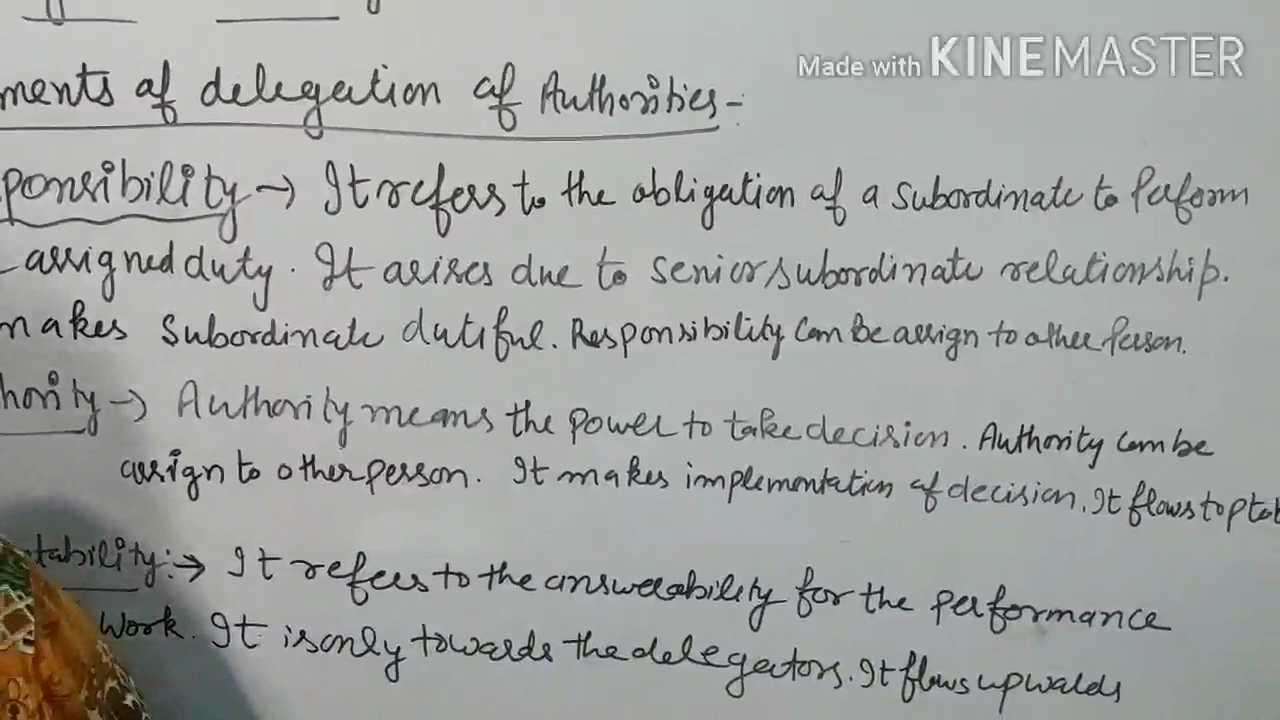 Made with KINEMASTER
ments of delegation of Authorities -
ponsibility → It refers to the obligation of a subordinate to Perform
assigned duty. It arises due to senior subordinate relationship.
makes Subordinate dutiful. Responsibility Can be assign to other Person.
hority → Authority means the power to take decision. Authority can be
assign to other person. It makes implementation of decision. It flows top to b
tability :→ It refers to the answerability for the performance
Work. It is only towards the delegators. It flows upwards